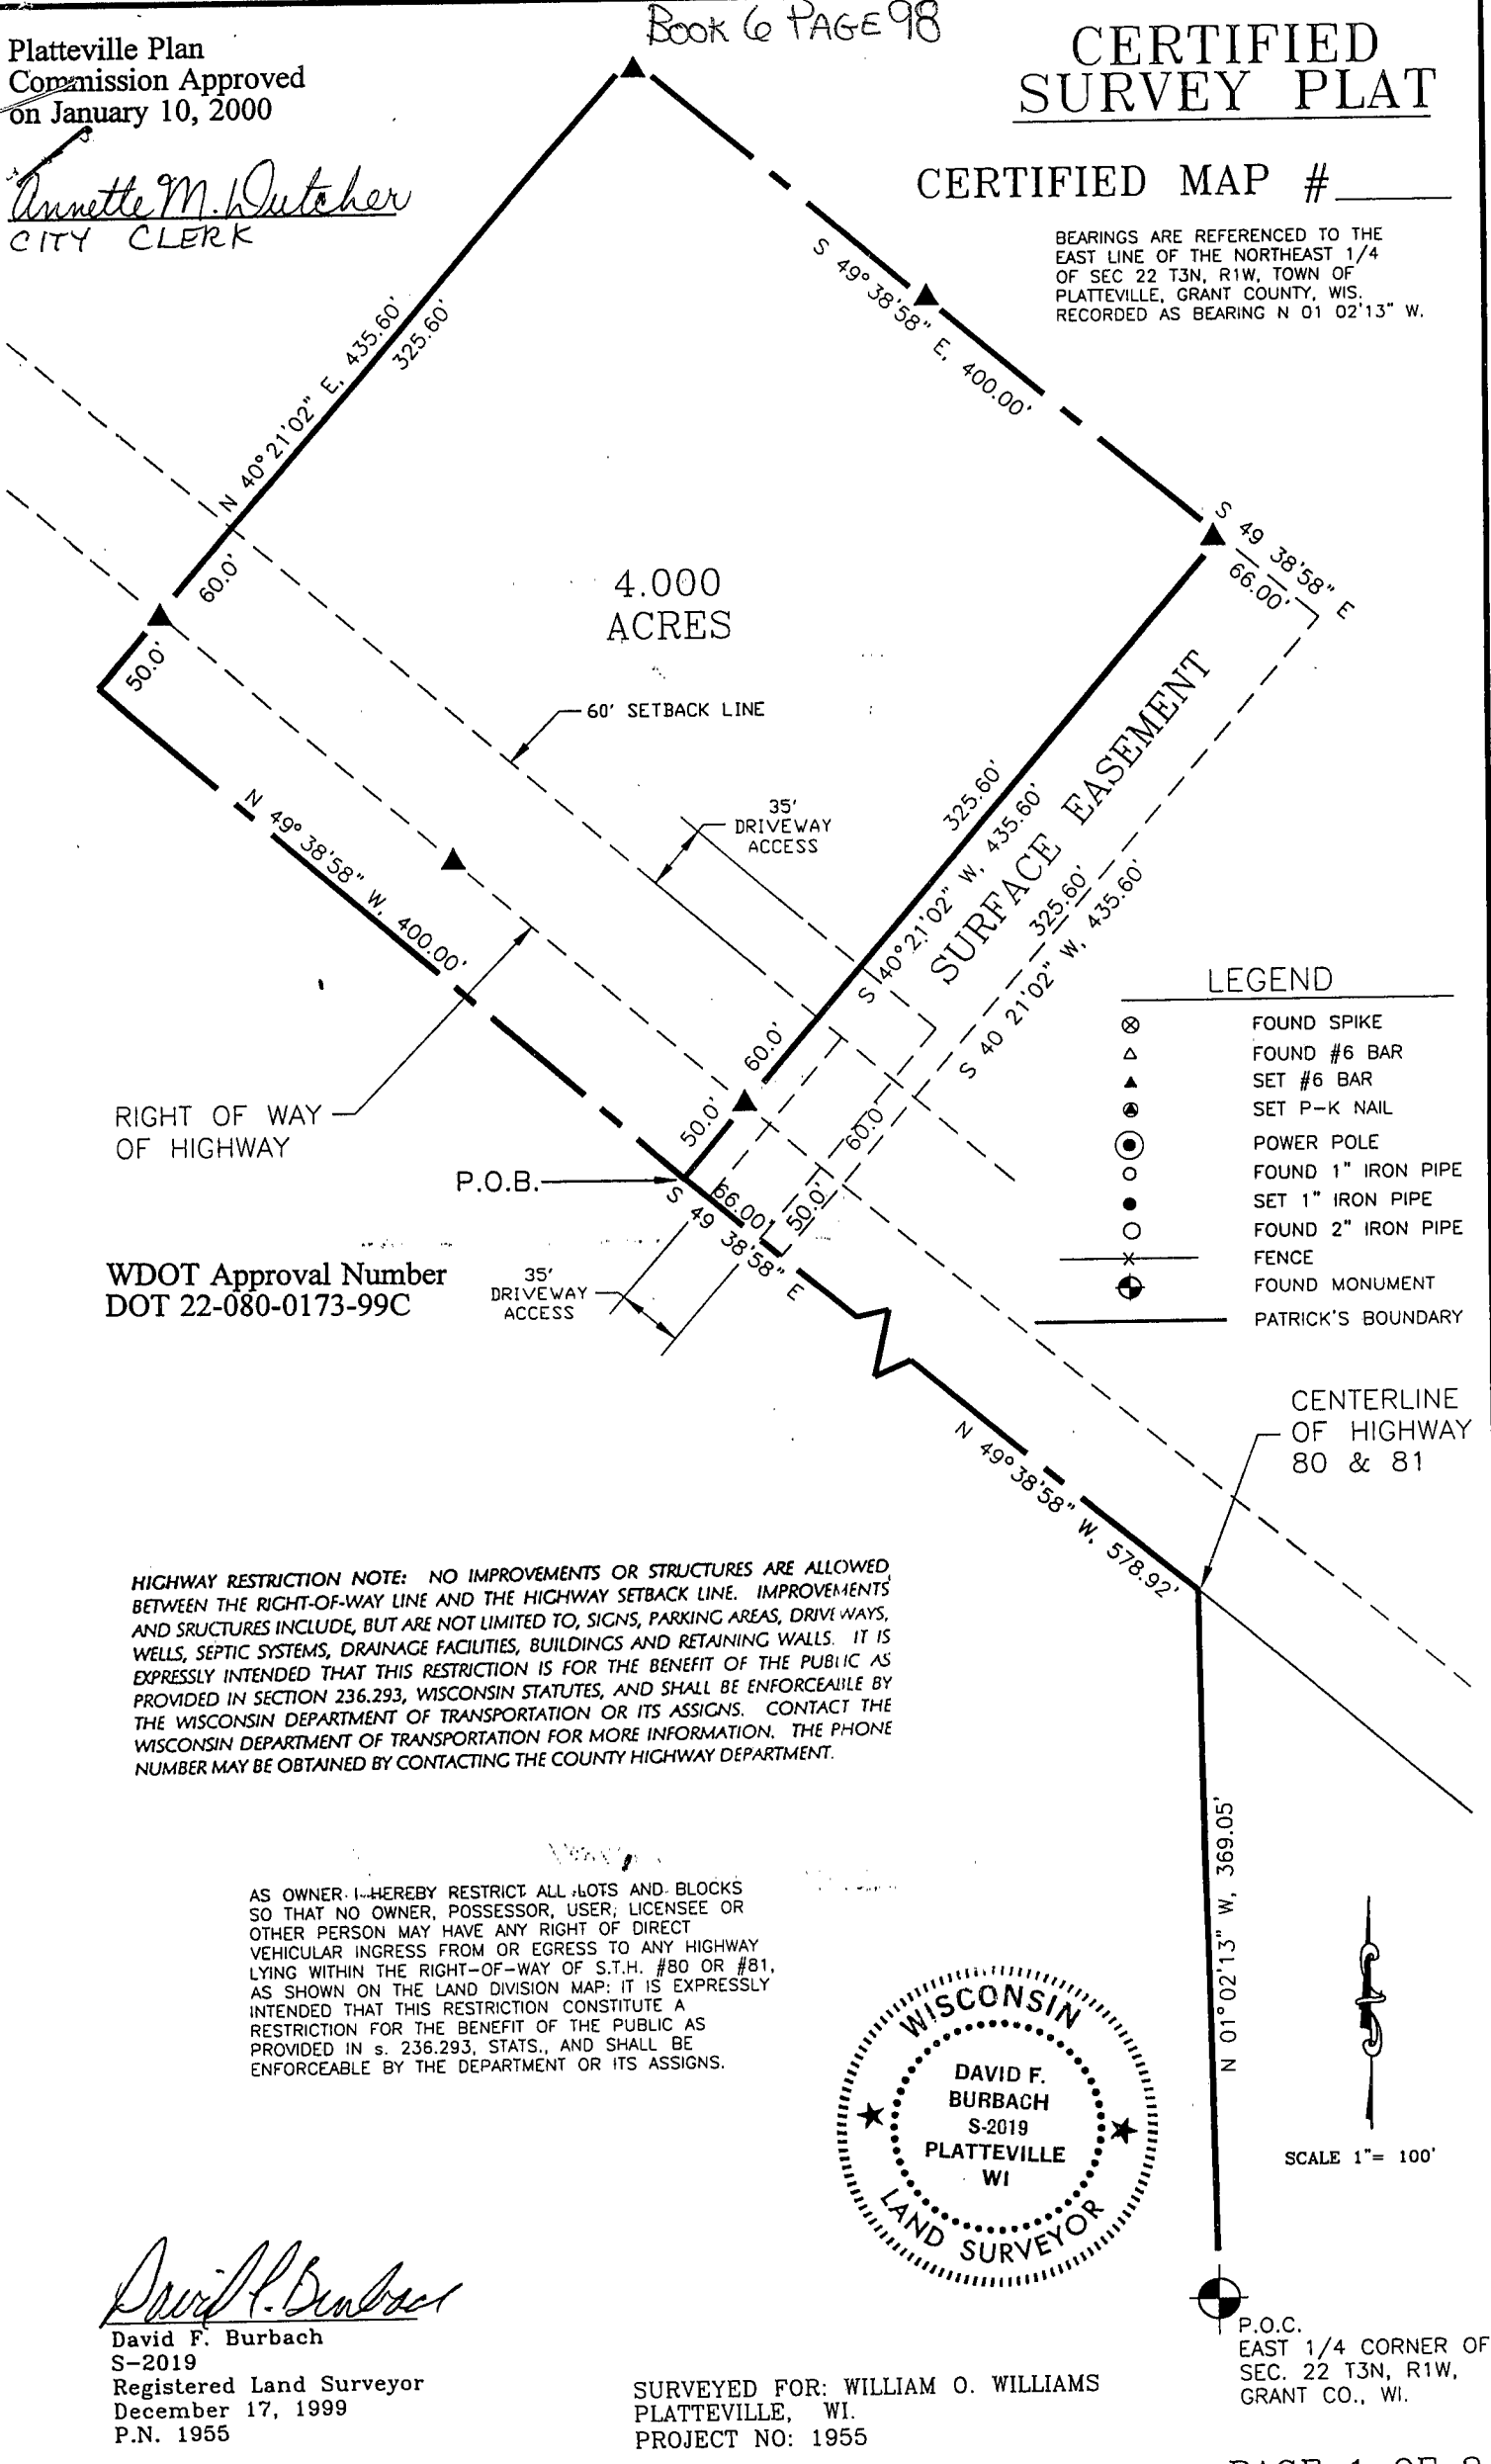 Book 6 PAGE 98
Platteville Plan
Commission Approved
on January 10, 2000
Annette M. Dutcher
CITY CLERK
CERTIFIED
SURVEY PLAT
CERTIFIED MAP #
BEARINGS ARE REFERENCED TO THE
EAST LINE OF THE NORTHEAST 1/4
OF SEC 22 T3N, R1W, TOWN OF
PLATTEVILLE, GRANT COUNTY, WIS.
RECORDED AS BEARING N 01 02'13" W.
S 49°38'58" E, 400.00'
N 40°21'02" E, 435.60'
325.60'
60.0'
50.0'
S 49 38'58" E
66.00'
4.000
ACRES
60' SETBACK LINE
35'
DRIVEWAY
ACCESS
325.60'
S 40°21'02" W, 435.60'
SURFACE EASEMENT
325.60'
S 40 21'02" W, 435.60'
N 49°38'58" W, 400.00'
60.0'
50.0'
60.0'
50.0'
RIGHT OF WAY
OF HIGHWAY
P.O.B.
66.00'
S 49 38'58" E
35'
DRIVEWAY
ACCESS
WDOT Approval Number
DOT 22-080-0173-99C
LEGEND
FOUND SPIKE
FOUND #6 BAR
SET #6 BAR
SET P-K NAIL
POWER POLE
FOUND 1" IRON PIPE
SET 1" IRON PIPE
FOUND 2" IRON PIPE
FENCE
FOUND MONUMENT
PATRICK'S BOUNDARY
CENTERLINE
OF HIGHWAY
80 & 81
N 49°38'58" W, 578.92'
HIGHWAY RESTRICTION NOTE: NO IMPROVEMENTS OR STRUCTURES ARE ALLOWED
BETWEEN THE RIGHT-OF-WAY LINE AND THE HIGHWAY SETBACK LINE. IMPROVEMENTS
AND SRUCTURES INCLUDE, BUT ARE NOT LIMITED TO, SIGNS, PARKING AREAS, DRIVEWAYS,
WELLS, SEPTIC SYSTEMS, DRAINAGE FACILITIES, BUILDINGS AND RETAINING WALLS. IT IS
EXPRESSLY INTENDED THAT THIS RESTRICTION IS FOR THE BENEFIT OF THE PUBLIC AS
PROVIDED IN SECTION 236.293, WISCONSIN STATUTES, AND SHALL BE ENFORCEABLE BY
THE WISCONSIN DEPARTMENT OF TRANSPORTATION OR ITS ASSIGNS. CONTACT THE
WISCONSIN DEPARTMENT OF TRANSPORTATION FOR MORE INFORMATION. THE PHONE
NUMBER MAY BE OBTAINED BY CONTACTING THE COUNTY HIGHWAY DEPARTMENT.
N 01°02'13" W, 369.05'
AS OWNER I HEREBY RESTRICT ALL LOTS AND BLOCKS
SO THAT NO OWNER, POSSESSOR, USER, LICENSEE OR
OTHER PERSON MAY HAVE ANY RIGHT OF DIRECT
VEHICULAR INGRESS FROM OR EGRESS TO ANY HIGHWAY
LYING WITHIN THE RIGHT-OF-WAY OF S.T.H. #80 OR #81,
AS SHOWN ON THE LAND DIVISION MAP: IT IS EXPRESSLY
INTENDED THAT THIS RESTRICTION CONSTITUTE A
RESTRICTION FOR THE BENEFIT OF THE PUBLIC AS
PROVIDED IN s. 236.293, STATS., AND SHALL BE
ENFORCEABLE BY THE DEPARTMENT OR ITS ASSIGNS.
WISCONSIN
DAVID F.
BURBACH
S-2019
PLATTEVILLE
WI
LAND SURVEYOR
SCALE 1"= 100'
David F. Burbach
David F. Burbach
S-2019
Registered Land Surveyor
December 17, 1999
P.N. 1955
SURVEYED FOR: WILLIAM O. WILLIAMS
PLATTEVILLE, WI.
PROJECT NO: 1955
P.O.C.
EAST 1/4 CORNER OF
SEC. 22 T3N, R1W,
GRANT CO., WI.
PAGE 1 OF 2